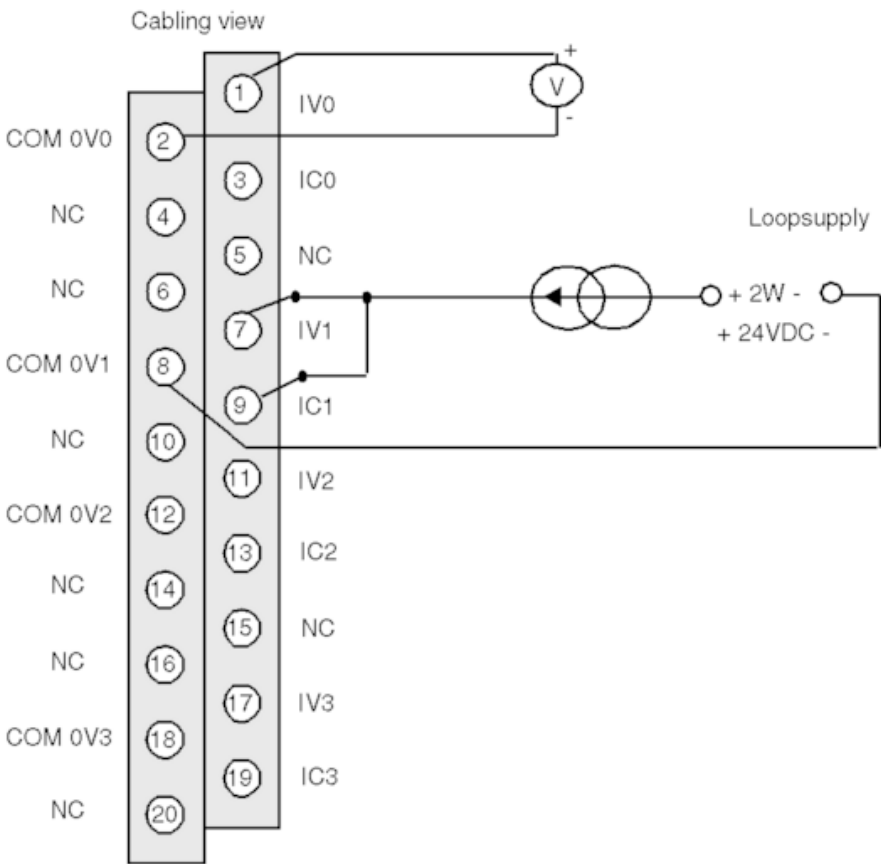 Cabling view
+
1
V
IV0
-
COM 0V0
2
3
IC0
NC
4
Loopsupply
5
NC
NC
6
+ 2W -
7
IV1
+ 24VDC -
COM 0V1
8
9
IC1
NC
10
11
IV2
COM 0V2
12
13
IC2
NC
14
15
NC
NC
16
17
IV3
COM 0V3
18
19
IC3
NC
20